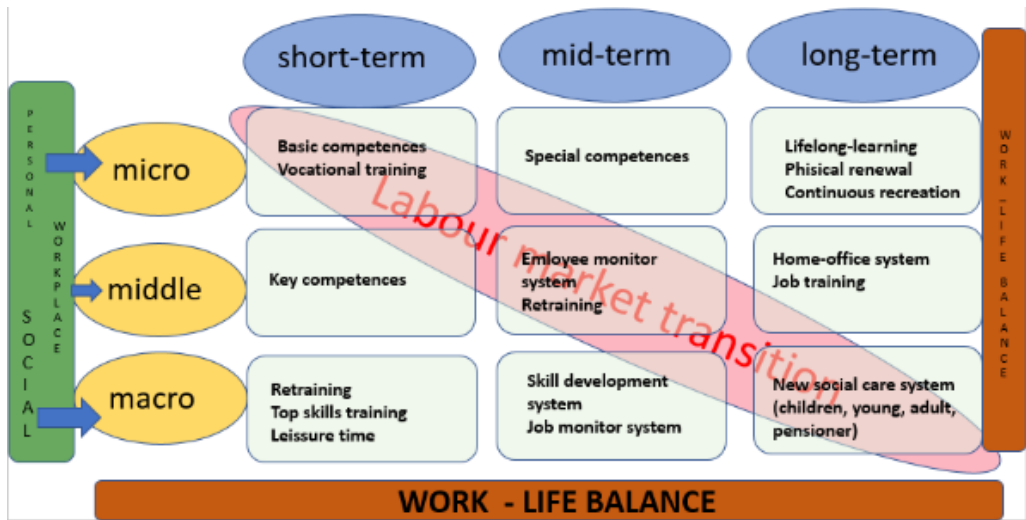 short-term
mid-term
long-term
PERSONAL
WORKPLACE
SOCIAL
micro
Basic competences
Vocational training
Special competences
Lifelong-learning
Phisical renewal
Continuous recreation
middle
Key competences
Emloyee monitor
system
Retraining
Home-office system
Job training
macro
Retraining
Top skills training
Leissure time
Skill development
system
Job monitor system
New social care system
(children, young, adult,
pensioner)
Labour market transition
WORK_LIFE BALANCE
WORK - LIFE BALANCE